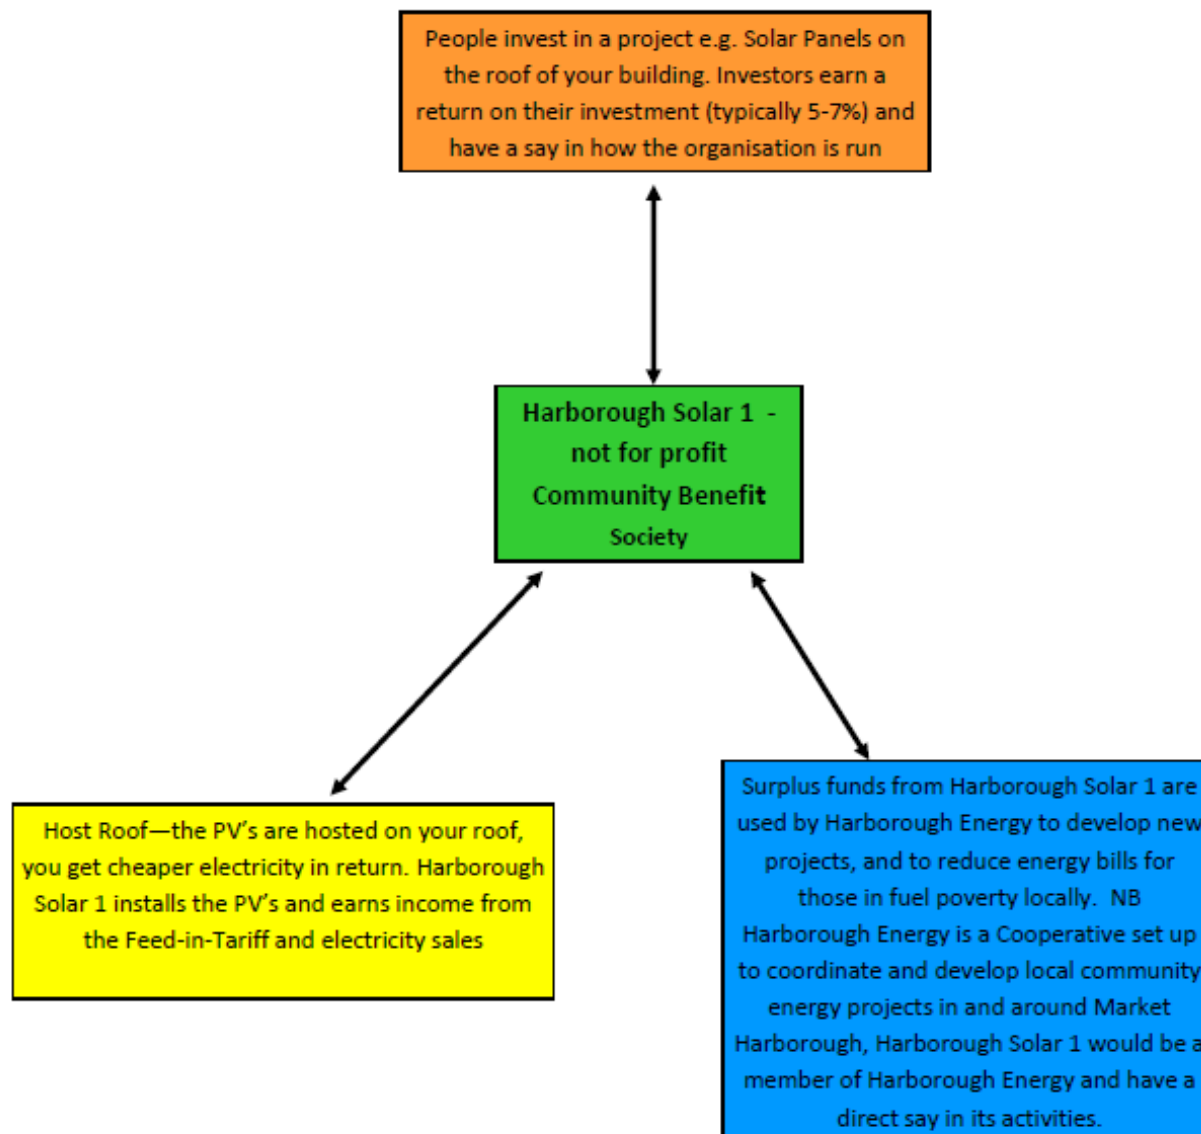 People invest in a project e.g. Solar Panels on
the roof of your building. Investors earn a
return on their investment (typically 5-7%) and
have a say in how the organisation is run
Harborough Solar 1 -
not for profit
Community Benefit
Society
Host Roof—the PV's are hosted on your roof,
you get cheaper electricity in return. Harborough
Solar 1 installs the PV's and earns income from
the Feed-in-Tariff and electricity sales
Surplus funds from Harborough Solar 1 are
used by Harborough Energy to develop new
projects, and to reduce energy bills for
those in fuel poverty locally. NB
Harborough Energy is a Cooperative set up
to coordinate and develop local community
energy projects in and around Market
Harborough, Harborough Solar 1 would be a
member of Harborough Energy and have a
direct say in its activities.